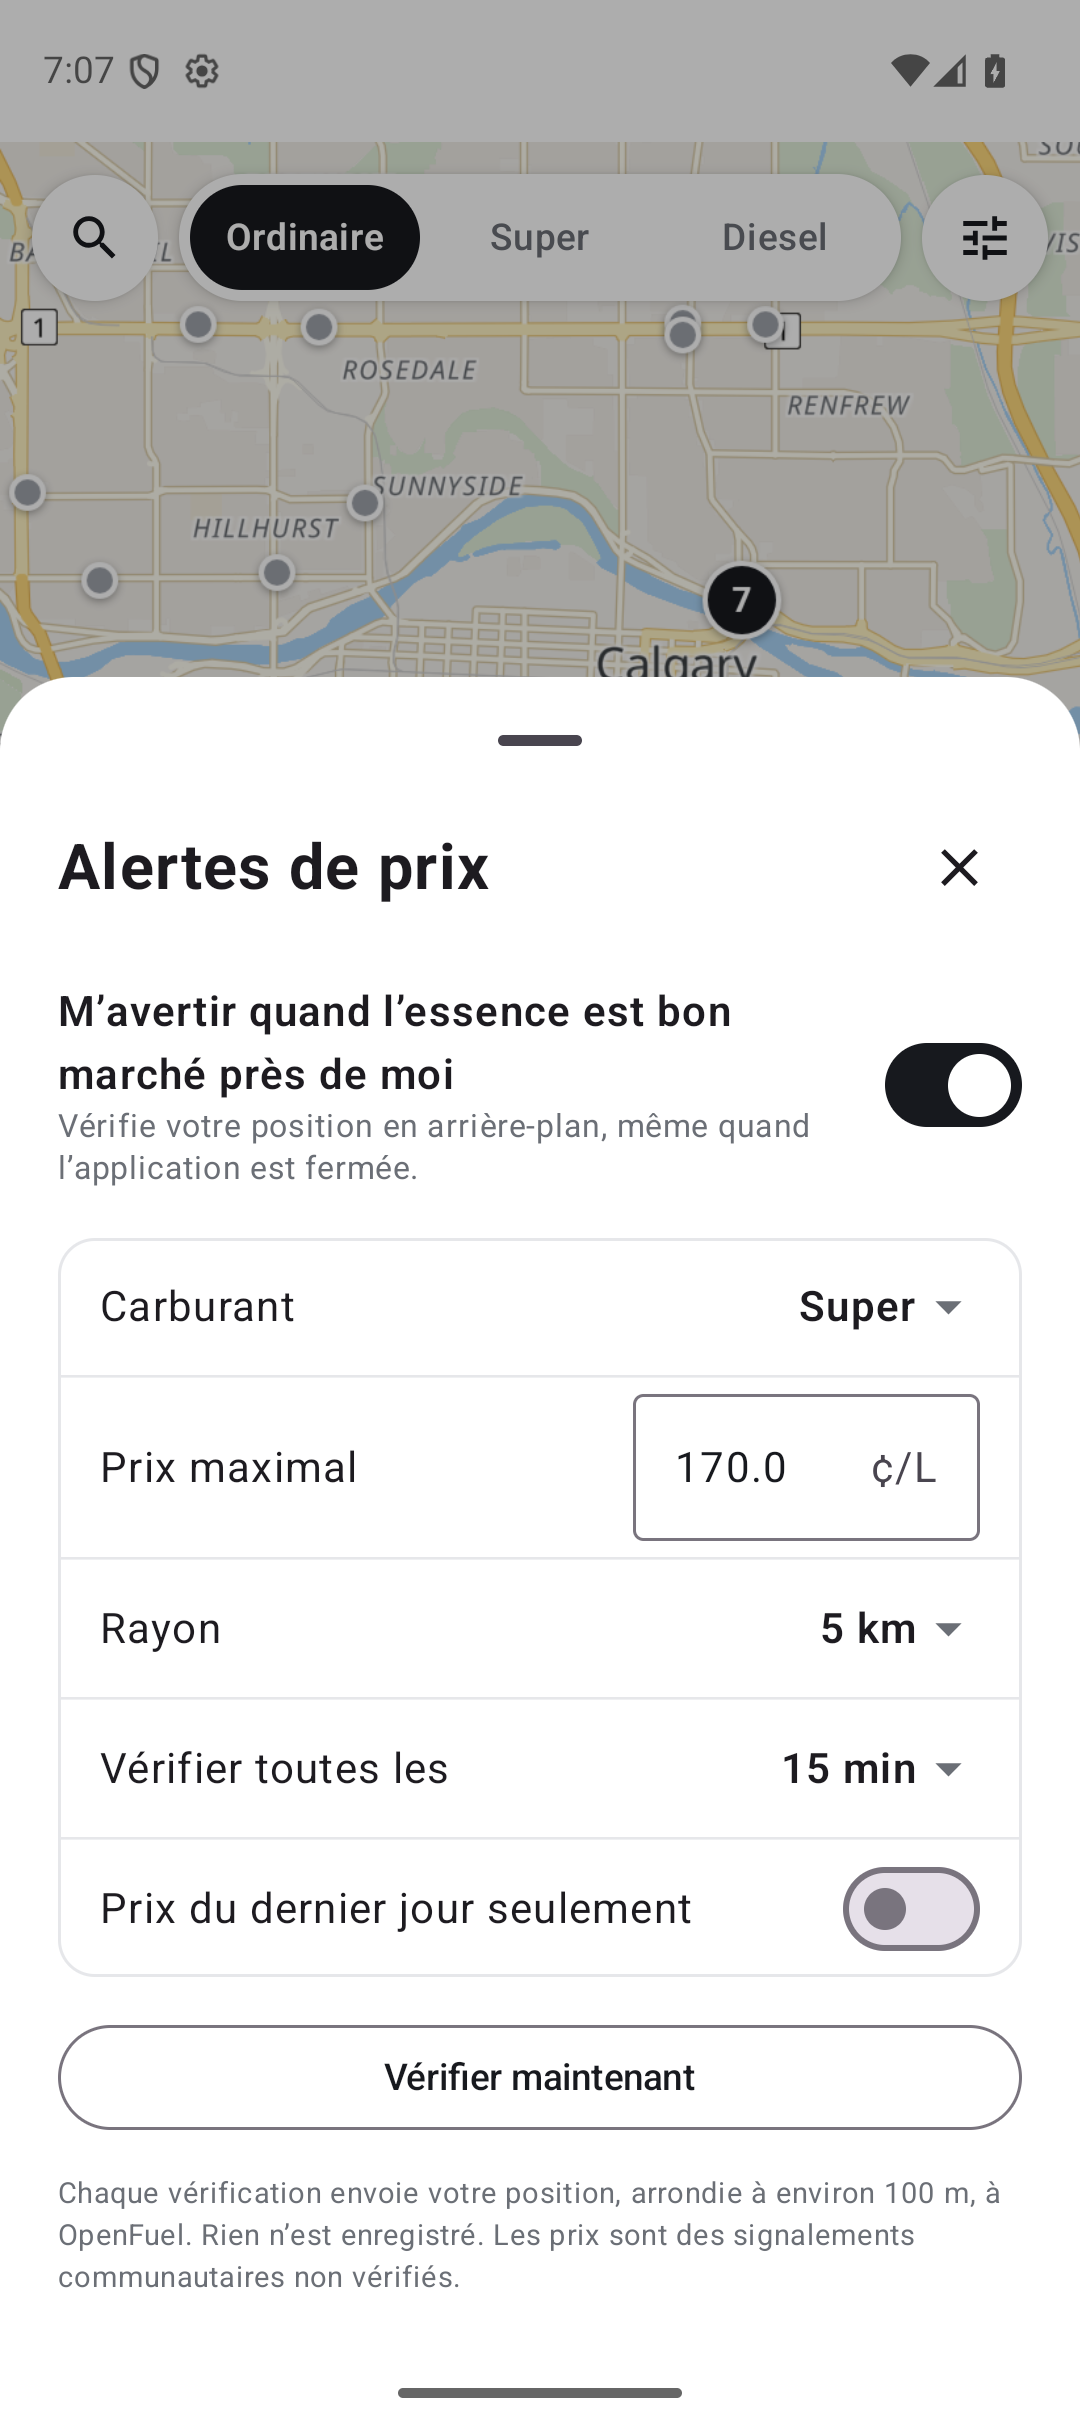 7:07
Ordinaire Super Diesel
1
ROSEDALE
RENFREW
SUNNYSIDE
HILLHURST
7
Calgary
Alertes de prix
M’avertir quand l’essence est bon
marché près de moi
Vérifie votre position en arrière-plan, même quand
l’application est fermée.
Carburant Super
Prix maximal 170.0 ¢/L
Rayon 5 km
Vérifier toutes les 15 min
Prix du dernier jour seulement
Vérifier maintenant
Chaque vérification envoie votre position, arrondie à environ 100 m, à
OpenFuel. Rien n’est enregistré. Les prix sont des signalements
communautaires non vérifiés.